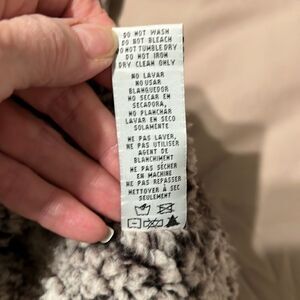 DO NOT WASH
DO NOT BLEACH
DO NOT TUMBLE DRY
DO NOT IRON
DRY CLEAN ONLY
NO LAVAR
NO USAR
BLANQUEDOR
NO SECAR EN
SECADORA,
NO PLANCHAR
LAVAR EN SECO
SOLAMENTE
NE PAS LAVER,
NE PAS UTILISER
AGENT DE
BLANCHIMENT
NE PAS SÉCHER
EN MACHINE
NE PAS REPASSER
NETTOYER À SEC
SEULEMENT